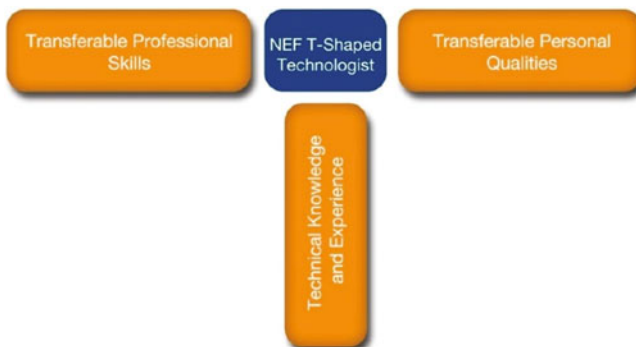 Transferable Professional
Skills
NEF T-Shaped
Technologist
Transferable Personal
Qualities
Technical Knowledge
and Experience